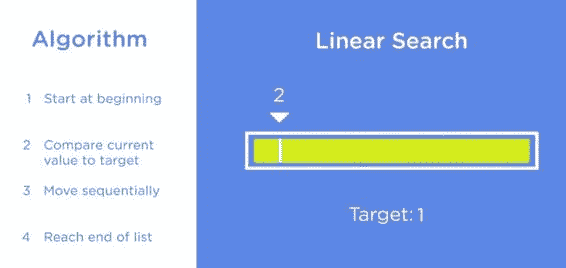 Algorithm
1 Start at beginning
2 Compare current
value to target
3 Move sequentially
4 Reach end of list
Linear Search
2
Target: 1